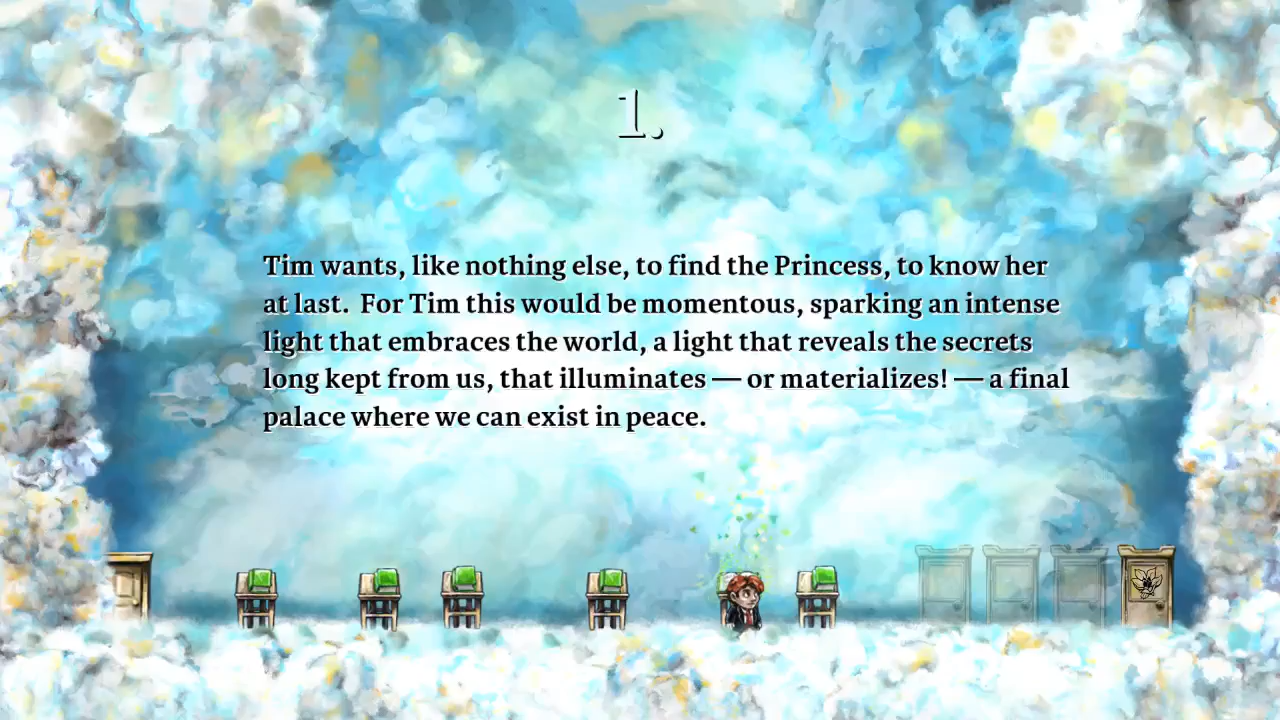 1.
Tim wants, like nothing else, to find the Princess, to know her
at last.  For Tim this would be momentous, sparking an intense
light that embraces the world, a light that reveals the secrets
long kept from us, that illuminates — or materializes! — a final
palace where we can exist in peace.